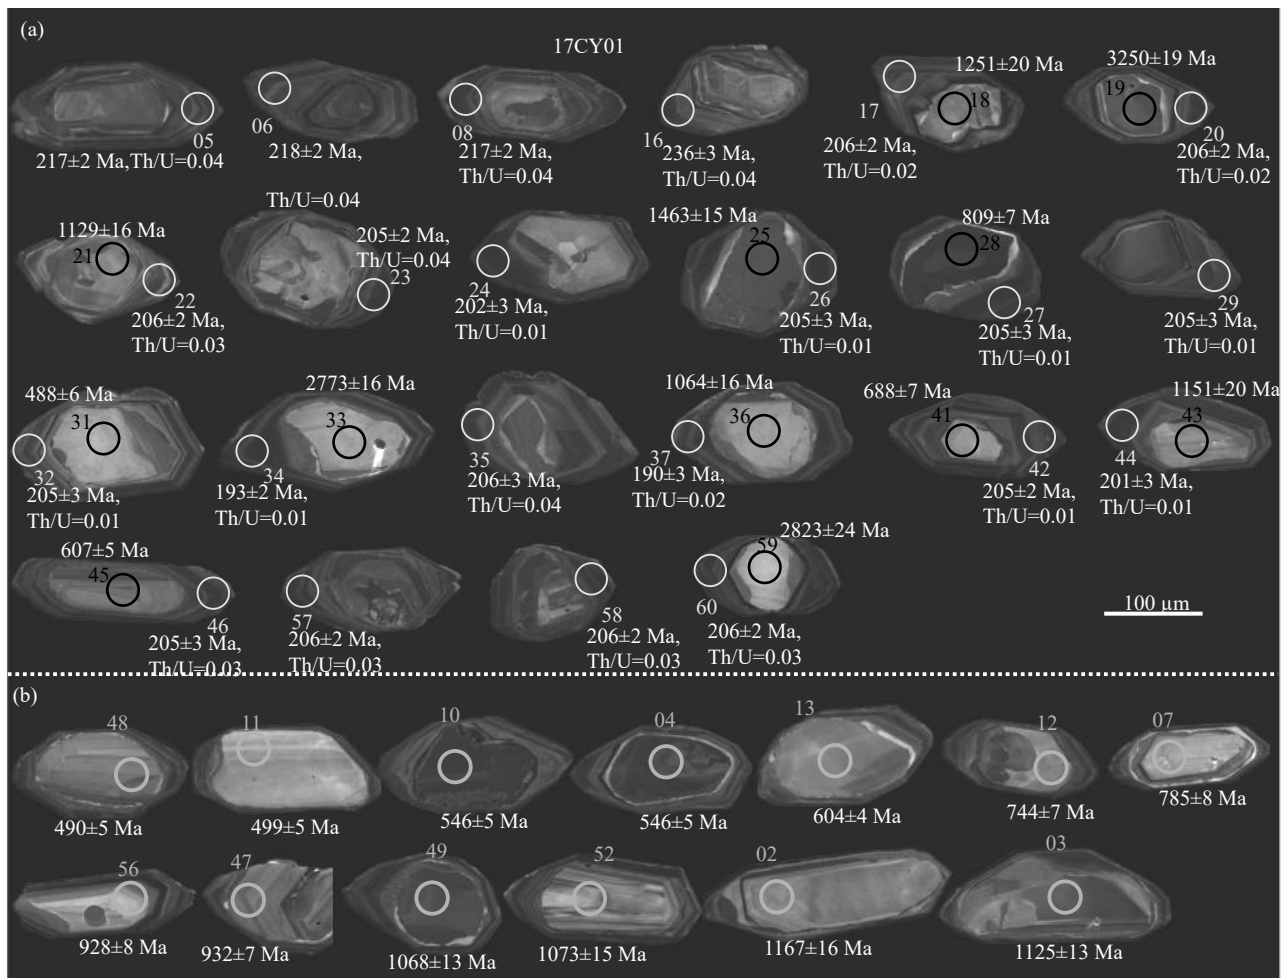 (a)
17CY01
05
217±2 Ma,Th/U=0.04
06
218±2 Ma,
Th/U=0.04
08
217±2 Ma,
Th/U=0.04
16
236±3 Ma,
Th/U=0.04
1251±20 Ma
18
17
206±2 Ma,
Th/U=0.02
3250±19 Ma
19
20
206±2 Ma,
Th/U=0.02
1129±16 Ma
21
22
206±2 Ma,
Th/U=0.03
205±2 Ma,
Th/U=0.04
23
24
202±3 Ma,
Th/U=0.01
1463±15 Ma
25
26
205±3 Ma,
Th/U=0.01
809±7 Ma
28
27
205±3 Ma,
Th/U=0.01
29
205±3 Ma,
Th/U=0.01
488±6 Ma
31
32
205±3 Ma,
Th/U=0.01
2773±16 Ma
33
34
193±2 Ma,
Th/U=0.01
35
206±3 Ma,
Th/U=0.04
1064±16 Ma
36
37
190±3 Ma,
Th/U=0.02
688±7 Ma
41
42
205±2 Ma,
Th/U=0.01
1151±20 Ma
43
44
201±3 Ma,
Th/U=0.01
607±5 Ma
45
46
205±3 Ma,
Th/U=0.03
57
206±2 Ma,
Th/U=0.03
58
206±2 Ma,
Th/U=0.03
2823±24 Ma
59
60
206±2 Ma,
Th/U=0.03
100 µm
(b)
48
490±5 Ma
11
499±5 Ma
10
546±5 Ma
04
546±5 Ma
13
604±4 Ma
12
744±7 Ma
07
785±8 Ma
56
928±8 Ma
47
932±7 Ma
49
1068±13 Ma
52
1073±15 Ma
02
1167±16 Ma
03
1125±13 Ma